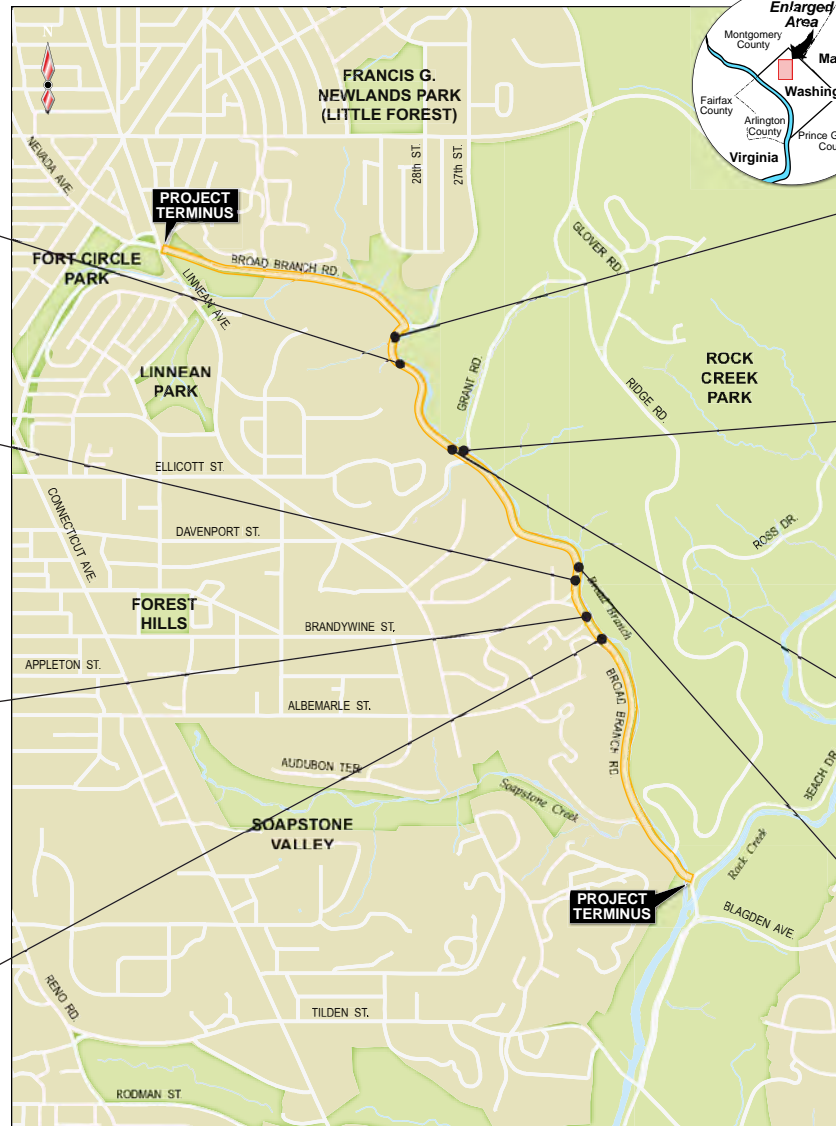 Enlarged
Area
Montgomery
County
Fairfax
County
Arlington
County
Virginia
N
FRANCIS G.
NEWLANDS PARK
(LITTLE FOREST)
NEVADA AVE.
28th ST.
27th ST.
PROJECT
TERMINUS
GLOVER RD.
FORT CIRCLE
PARK
BROAD BRANCH RD.
LINNEAN AVE.
LINNEAN
PARK
GRANT RD.
RIDGE RD.
ROCK
CREEK
PARK
ELLICOTT ST.
CONNECTICUT AVE.
DAVENPORT ST.
ROSS DR.
FOREST
HILLS
Broad Branch
BRANDYWINE ST.
APPLETON ST.
ALBEMARLE ST.
BROAD BRANCH RD.
AUDUBON TER.
Soapstone Creek
BEACH DR.
SOAPSTONE
VALLEY
Rock Creek
PROJECT
TERMINUS
BLAGDEN AVE.
RENO RD.
TILDEN ST.
RODMAN ST.